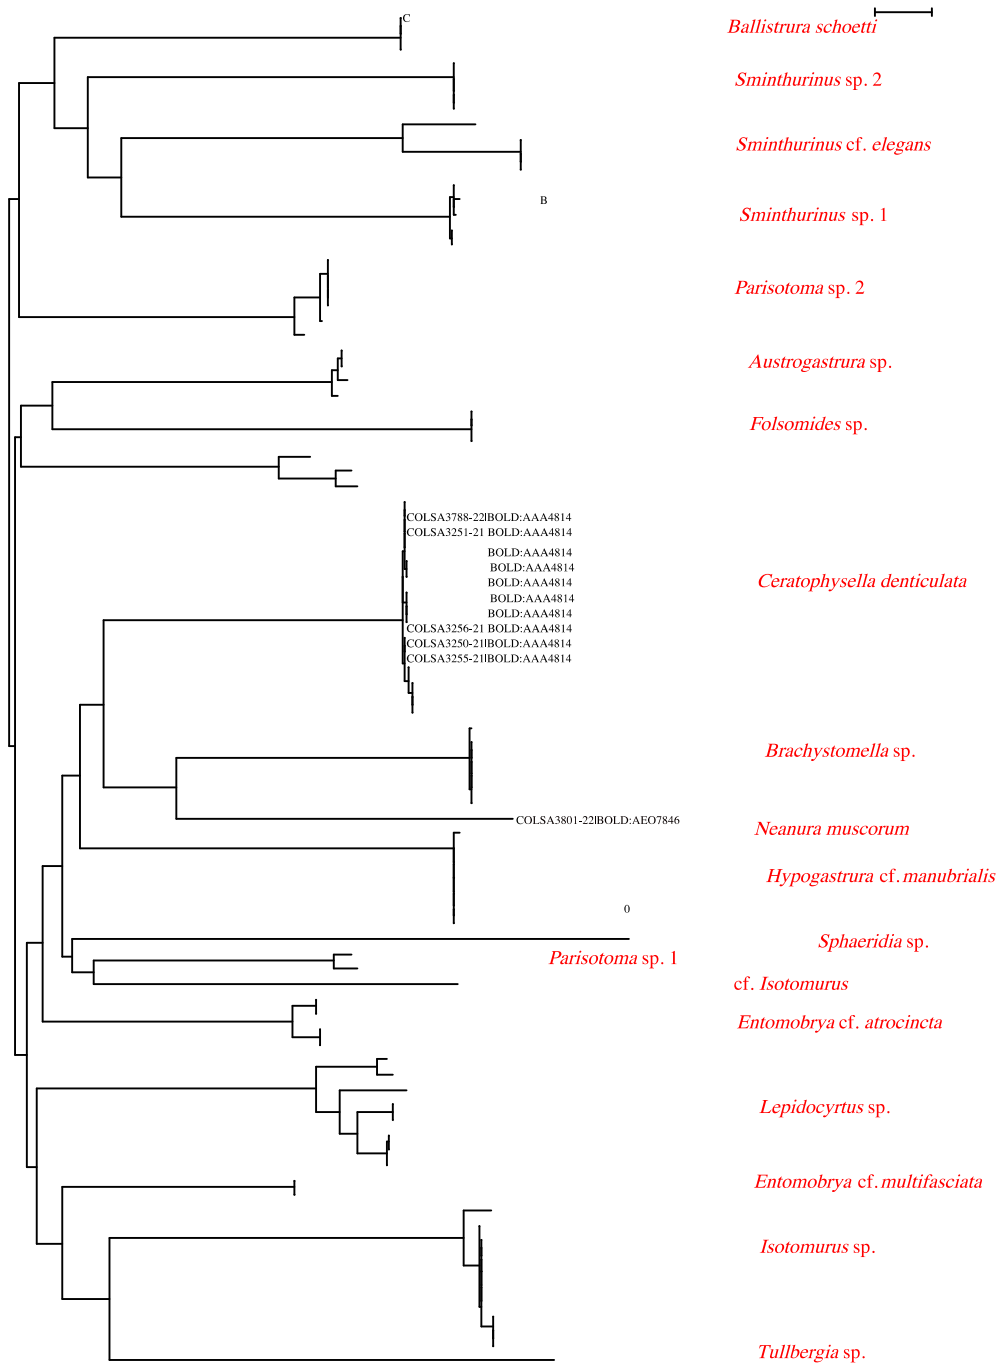 C
Ballistrura schoetti
Sminthurinus sp. 2
Sminthurinus cf. elegans
B
Sminthurinus sp. 1
Parisotoma sp. 2
Austrogastrura sp.
Folsomides sp.
COLSA3788-22|BOLD:AAA4814
COLSA3251-21 BOLD:AAA4814
BOLD:AAA4814
BOLD:AAA4814
BOLD:AAA4814
Ceratophysella denticulata
BOLD:AAA4814
BOLD:AAA4814
COLSA3256-21 BOLD:AAA4814
COLSA3250-21|BOLD:AAA4814
COLSA3255-21|BOLD:AAA4814
Brachystomella sp.
COLSA3801-22|BOLD:AEO7846
Neanura muscorum
Hypogastrura cf. manubrialis
0
Sphaeridia sp.
Parisotoma sp. 1
cf. Isotomurus
Entomobrya cf. atrocincta
Lepidocyrtus sp.
Entomobrya cf. multifasciata
Isotomurus sp.
Tullbergia sp.